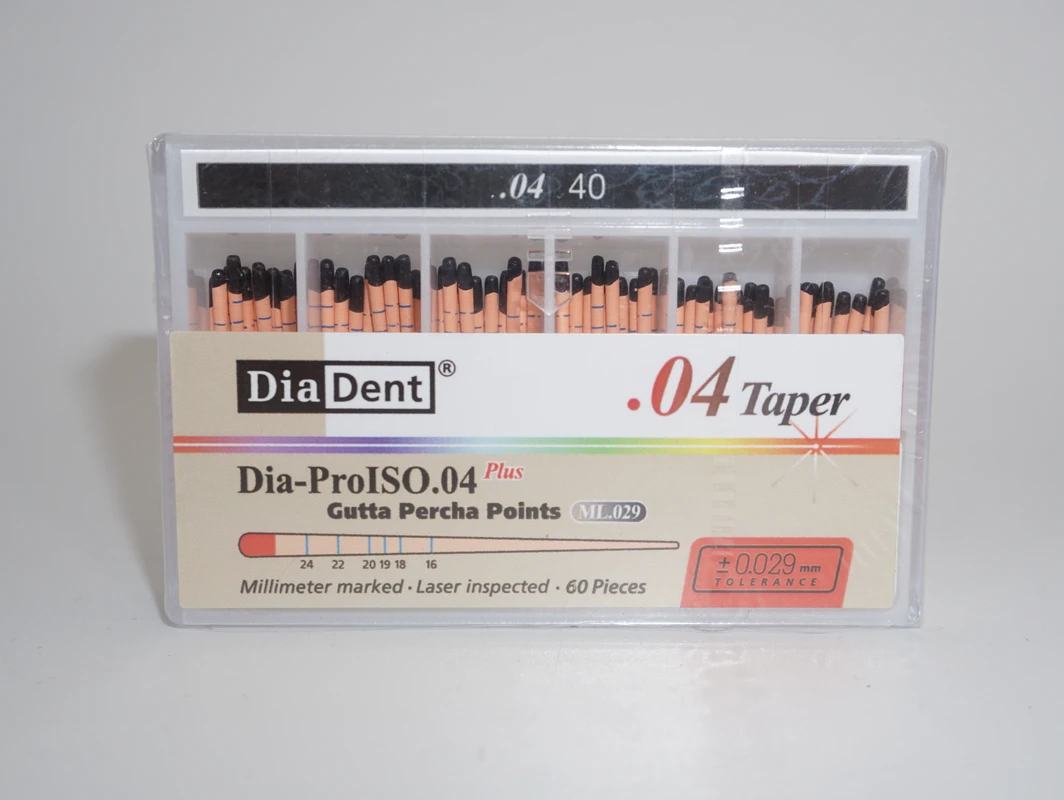 .04 40
DiaDent®
.04 Taper
Dia-ProISO.04 Plus
Gutta Percha Points ML.029
24 22 20 19 18 16
± 0.029 mm
TOLERANCE
Millimeter marked · Laser inspected · 60 Pieces